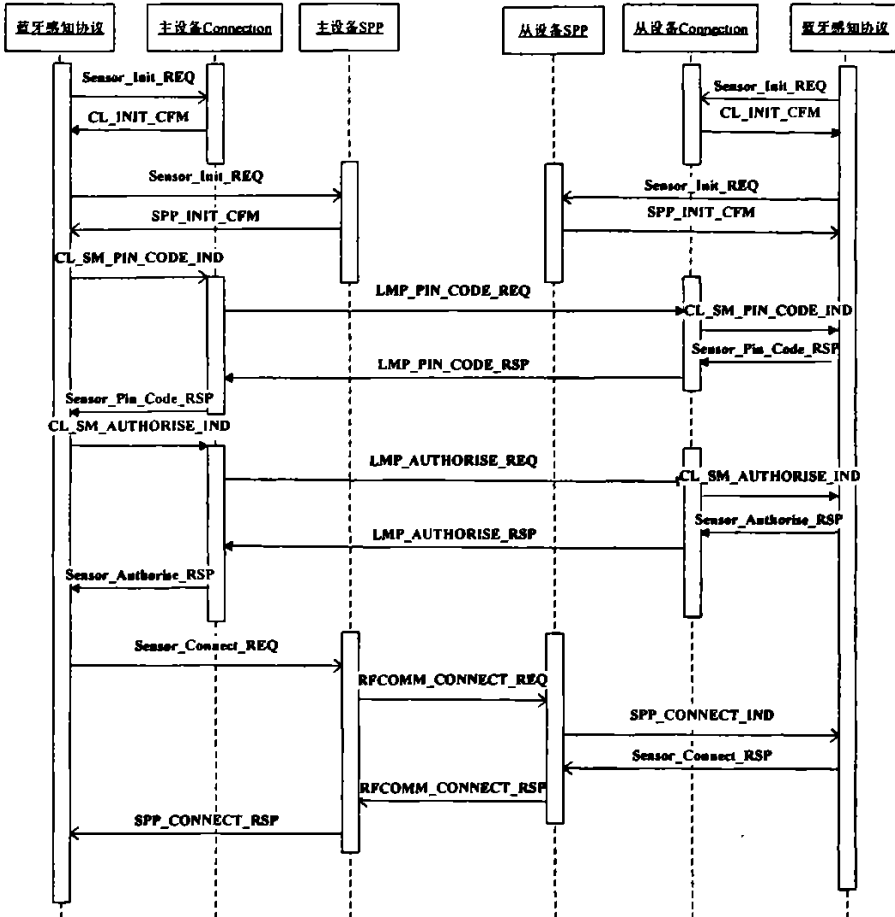 蓝牙感知协议
主设备Connection
主设备SPP
从设备SPP
从设备Connection
蓝牙感知协议
Sensor_Init_REQ
Sensor_Init_REQ
CL_INIT_CFM
CL_INIT_CFM
Sensor_Init_REQ
Sensor_Init_REQ
SPP_INIT_CFM
SPP_INIT_CFM
CL_SM_PIN_CODE_IND
LMP_PIN_CODE_REQ
CL_SM_PIN_CODE_IND
Sensor_Pin_Code_RSP
LMP_PIN_CODE_RSP
Sensor_Pin_Code_RSP
CL_SM_AUTHORISE_IND
LMP_AUTHORISE_REQ
CL_SM_AUTHORISE_IND
Sensor_Authorise_RSP
LMP_AUTHORISE_RSP
Sensor_Authorise_RSP
Sensor_Connect_REQ
RFCOMM_CONNECT_REQ
SPP_CONNECT_IND
Sensor_Connect_RSP
RFCOMM_CONNECT_RSP
SPP_CONNECT_RSP